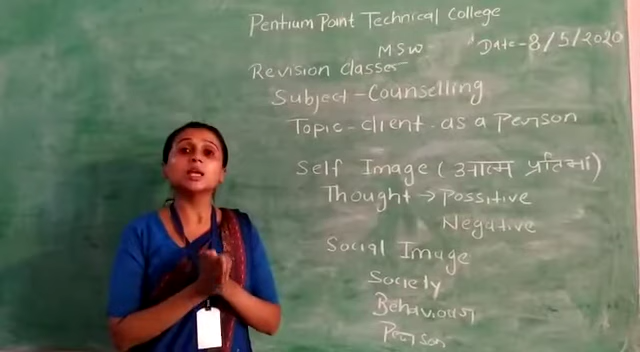 Pentium Point Technical College
MSW Date-8/5/2020
Revision classes
Subject-Counselling
Topic-client as a Person
Self Image (आत्म प्रतिमा)
Thought → Possitive
Negative
Social Image
Society
Behaviour
Person